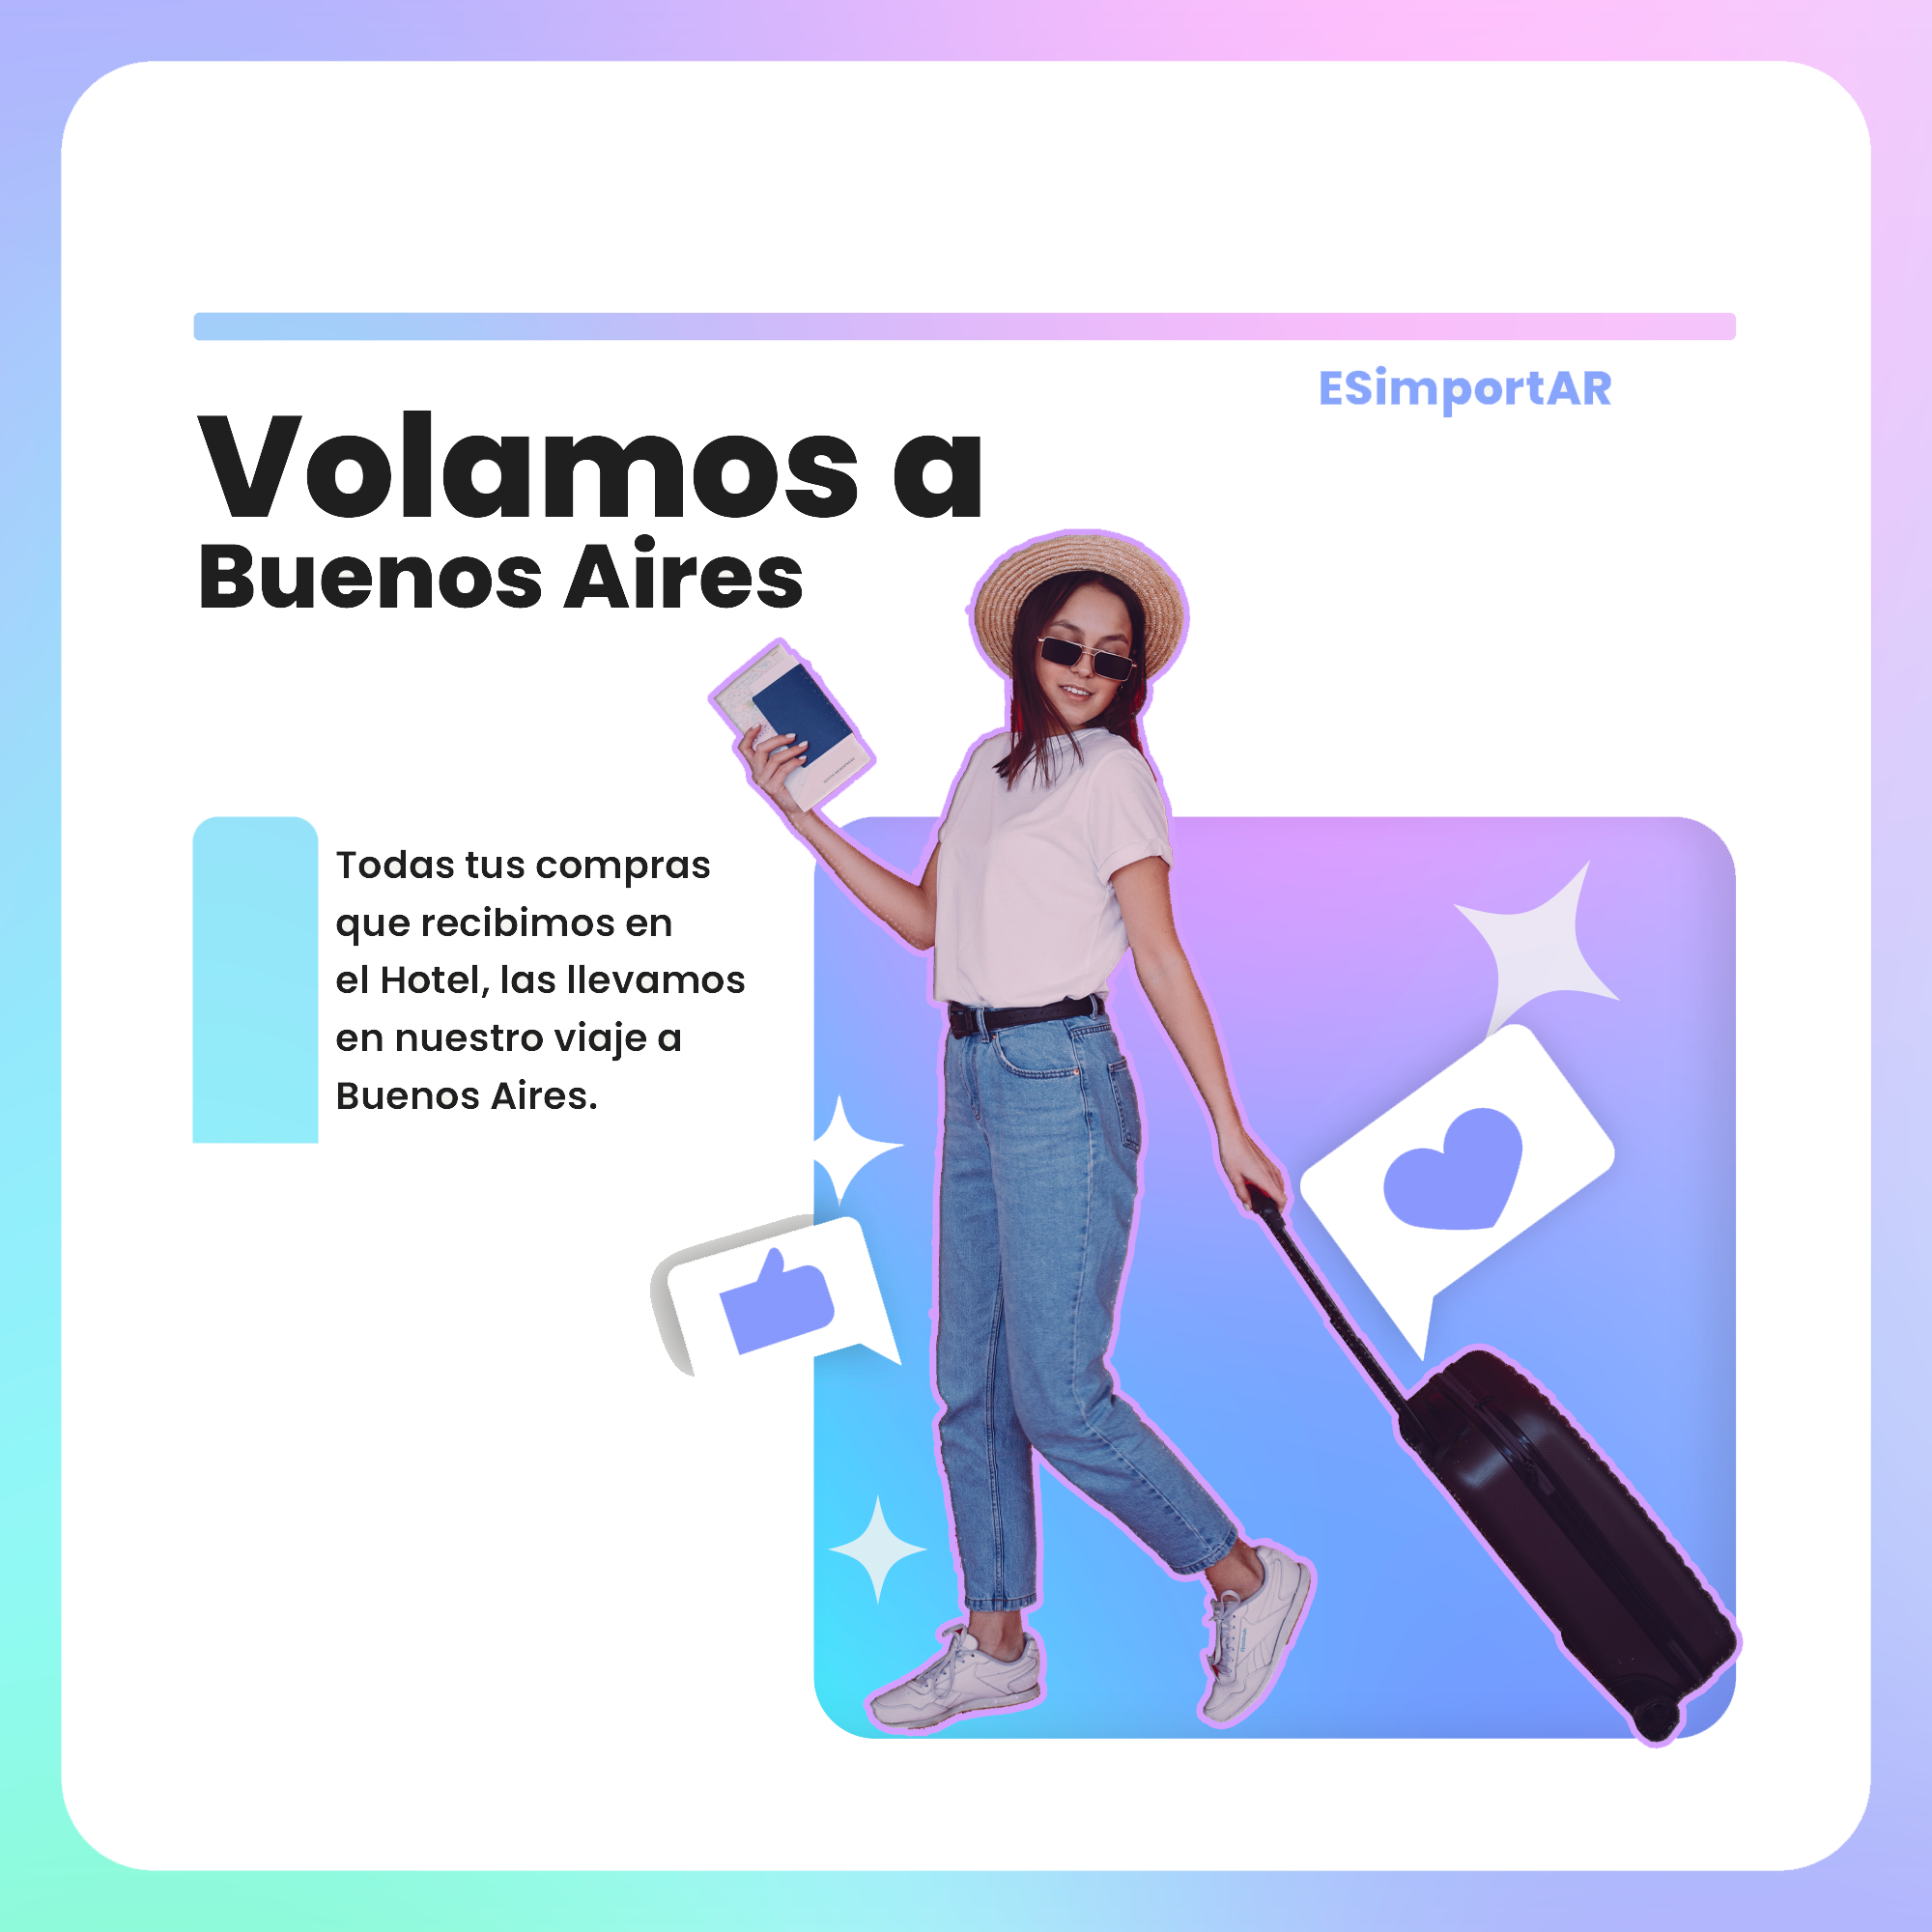 ESimportAR
Volamos a
Buenos Aires
Todas tus compras
que recibimos en
el Hotel, las llevamos
en nuestro viaje a
Buenos Aires.